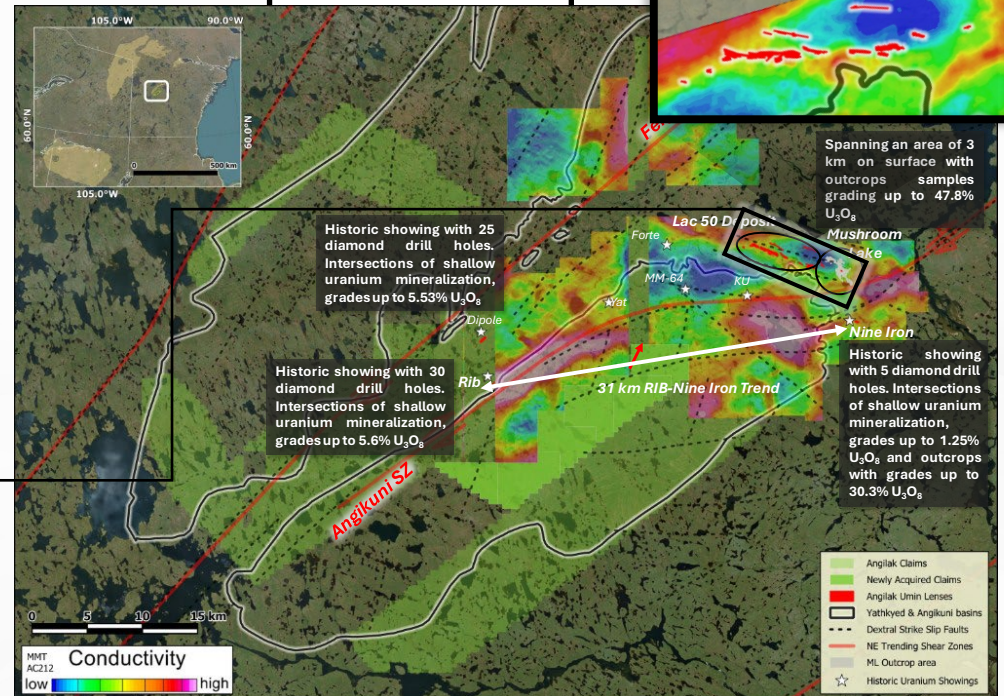 105.0°W
90.0°W
60.0°N
60.0°N
0
500 km
105.0°W
Spanning an area of 3
km on surface with
outcrops samples
grading up to 47.8%
U₃O₈
Historic showing with 25
diamond drill holes.
Intersections of shallow
uranium mineralization,
grades up to 5.53% U₃O₈
Lac 50 Deposit
Mushroom
Lake
Forte
MM-64
KU
Yat
Dipole
Nine Iron
Rib
31 km RIB-Nine Iron Trend
Historic showing with 30
diamond drill holes.
Intersections of shallow
uranium mineralization,
grades up to 5.6% U₃O₈
Historic showing
with 5 diamond drill
holes. Intersections
of shallow uranium
mineralization,
grades up to 1.25%
U₃O₈ and outcrops
with grades up to
30.3% U₃O₈
Angikuni SZ
0 5 10 15 km
MMT
AC212
Conductivity
low
high
Angilak Claims
Newly Acquired Claims
Angilak Umin Lenses
Yathkyed & Angikuni basins
Dextral Strike Slip Faults
NE Trending Shear Zones
ML Outcrop area
Historic Uranium Showings